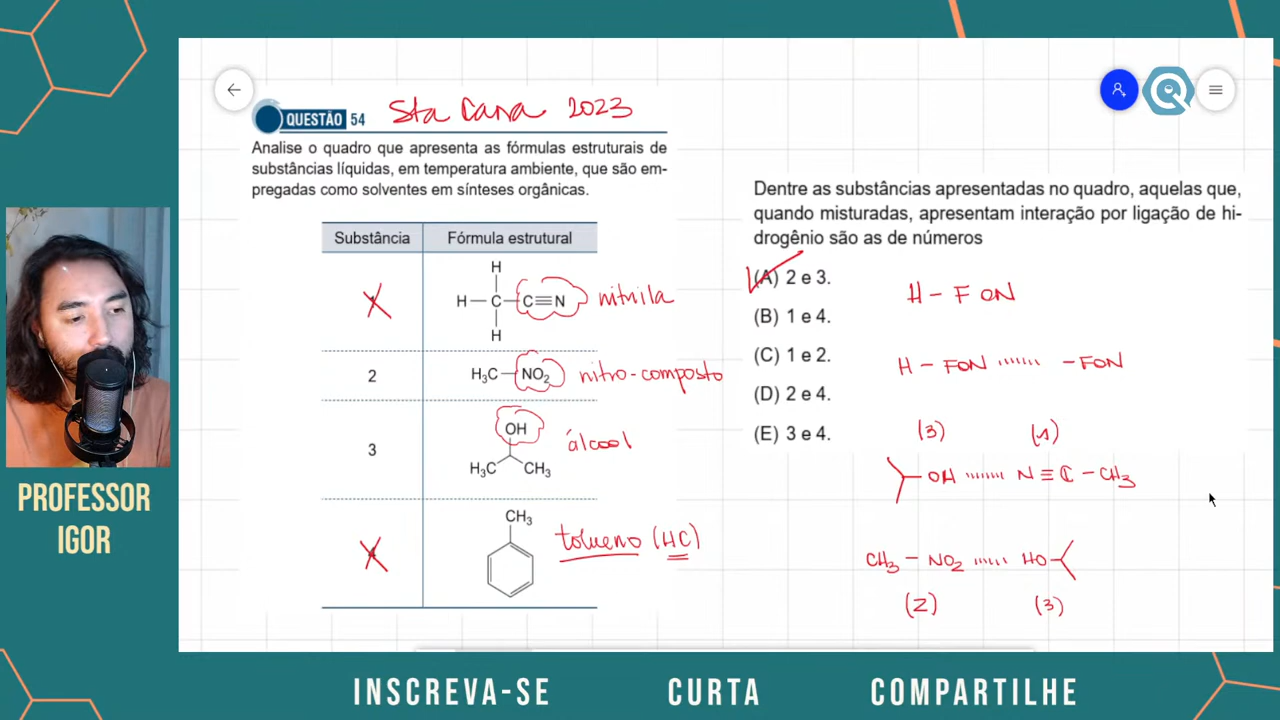 QUESTÃO 54 Sta Cara 2023
Analise o quadro que apresenta as fórmulas estruturais de
substâncias líquidas, em temperatura ambiente, que são em-
pregadas como solventes em sínteses orgânicas.
Substância Fórmula estrutural
H
H C C≡N nitrila
H
2 H₃C NO₂ nitro-composto
OH
3 álcool
H₃C CH₃
CH₃
4 tolueno (HC)
Dentre as substâncias apresentadas no quadro, aquelas que,
quando misturadas, apresentam interação por ligação de hi-
drogênio são as de números
(A) 2 e 3.
(B) 1 e 4.
(C) 1 e 2.
(D) 2 e 4.
(E) 3 e 4.
H - F ON
H - FON ······ - FON
(3) (1)
OH ······ N ≡ C - CH₃
CH₃ - NO₂ ······ HO
(2) (3)
PROFESSOR
IGOR
INSCREVA-SE CURTA COMPARTILHE